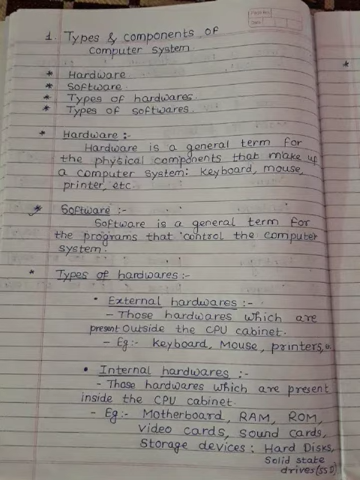 1 Types & components of
computer system
* Hardware
* Software
* Types of hardwares
* Types of softwares
* Hardware :-
Hardware is a general term for
the physical components that make up
a computer system: keyboard, mouse,
printer, etc.
* Software :-
Software is a general term for
the programs that control the computer
system.
* Types of hardwares :-
• External hardwares :-
- Those hardwares which are
present outside the CPU cabinet.
- Eg:- keyboard, Mouse, printers,
• Internal hardwares :-
- Those hardwares which are present
inside the CPU cabinet.
- Eg:- Motherboard, RAM, ROM,
video cards, sound cards,
storage devices: Hard Disks,
Solid state
drives(SSD)